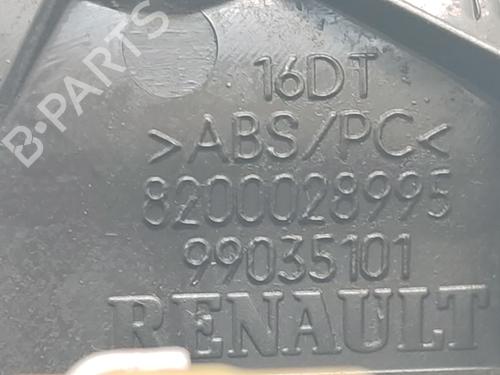 B-PARTS
16DT
>ABS/PC<
8200028995
99035101
RENAULT